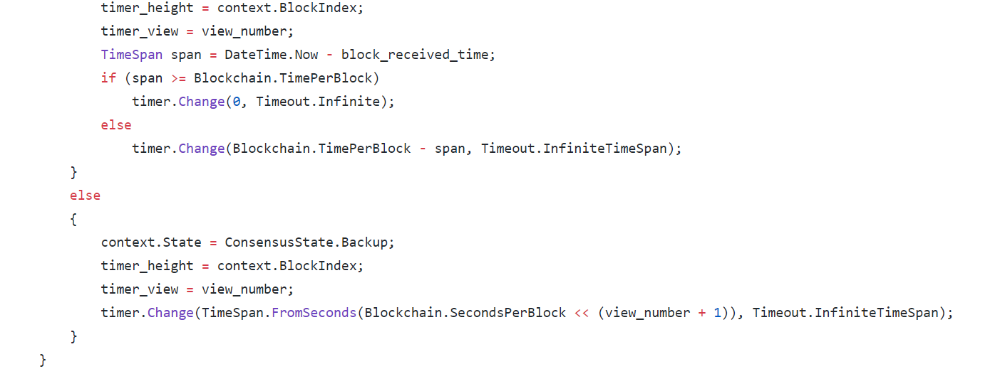 timer_height = context.BlockIndex;
timer_view = view_number;
TimeSpan span = DateTime.Now - block_received_time;
if (span >= Blockchain.TimePerBlock)
timer.Change(0, Timeout.Infinite);
else
timer.Change(Blockchain.TimePerBlock - span, Timeout.InfiniteTimeSpan);
}
else
{
context.State = ConsensusState.Backup;
timer_height = context.BlockIndex;
timer_view = view_number;
timer.Change(TimeSpan.FromSeconds(Blockchain.SecondsPerBlock << (view_number + 1)), Timeout.InfiniteTimeSpan);
}
}